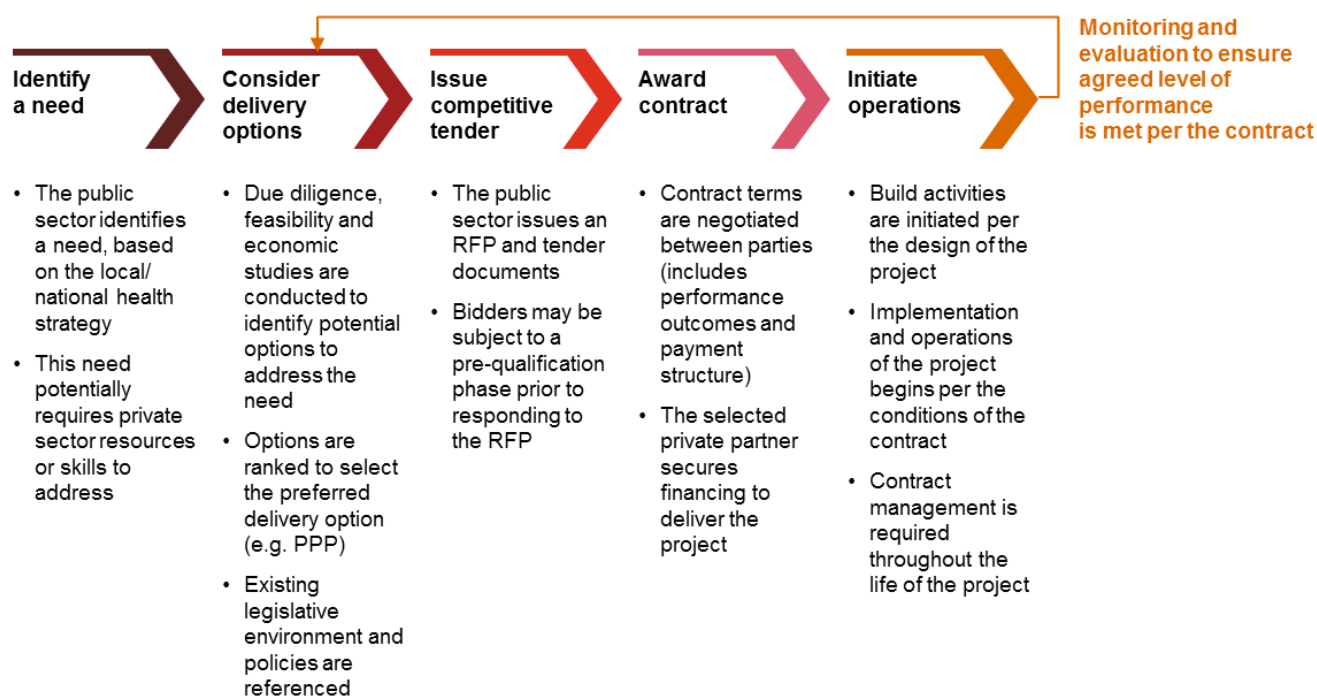 Identify
a need
Consider
delivery
options
Issue
competitive
tender
Award
contract
Initiate
operations
Monitoring and
evaluation to ensure
agreed level of
performance
is met per the contract
• The public
sector identifies
a need, based
on the local/
national health
strategy
• This need
potentially
requires private
sector resources
or skills to
address
• Due diligence,
feasibility and
economic
studies are
conducted to
identify potential
options to
address the
need
• Options are
ranked to select
the preferred
delivery option
(e.g. PPP)
• Existing
legislative
environment and
policies are
referenced
• The public
sector issues an
RFP and tender
documents
• Bidders may be
subject to a
pre-qualification
phase prior to
responding to
the RFP
• Contract terms
are negotiated
between parties
(includes
performance
outcomes and
payment
structure)
• The selected
private partner
secures
financing to
deliver the
project
• Build activities
are initiated per
the design of the
project
• Implementation
and operations
of the project
begins per the
conditions of the
contract
• Contract
management is
required
throughout the
life of the project